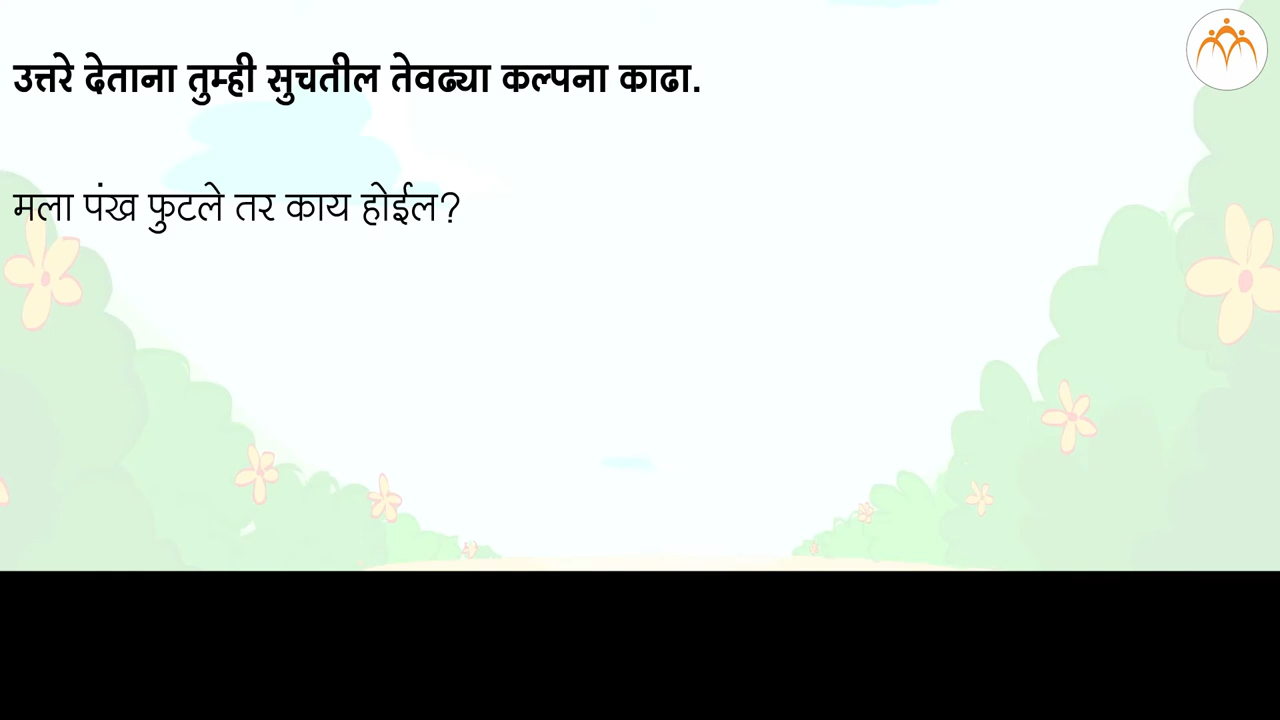 उत्तरे देताना तुम्ही सुचतील तेवढ्या कल्पना काढा.
मला पंख फुटले तर काय होईल?